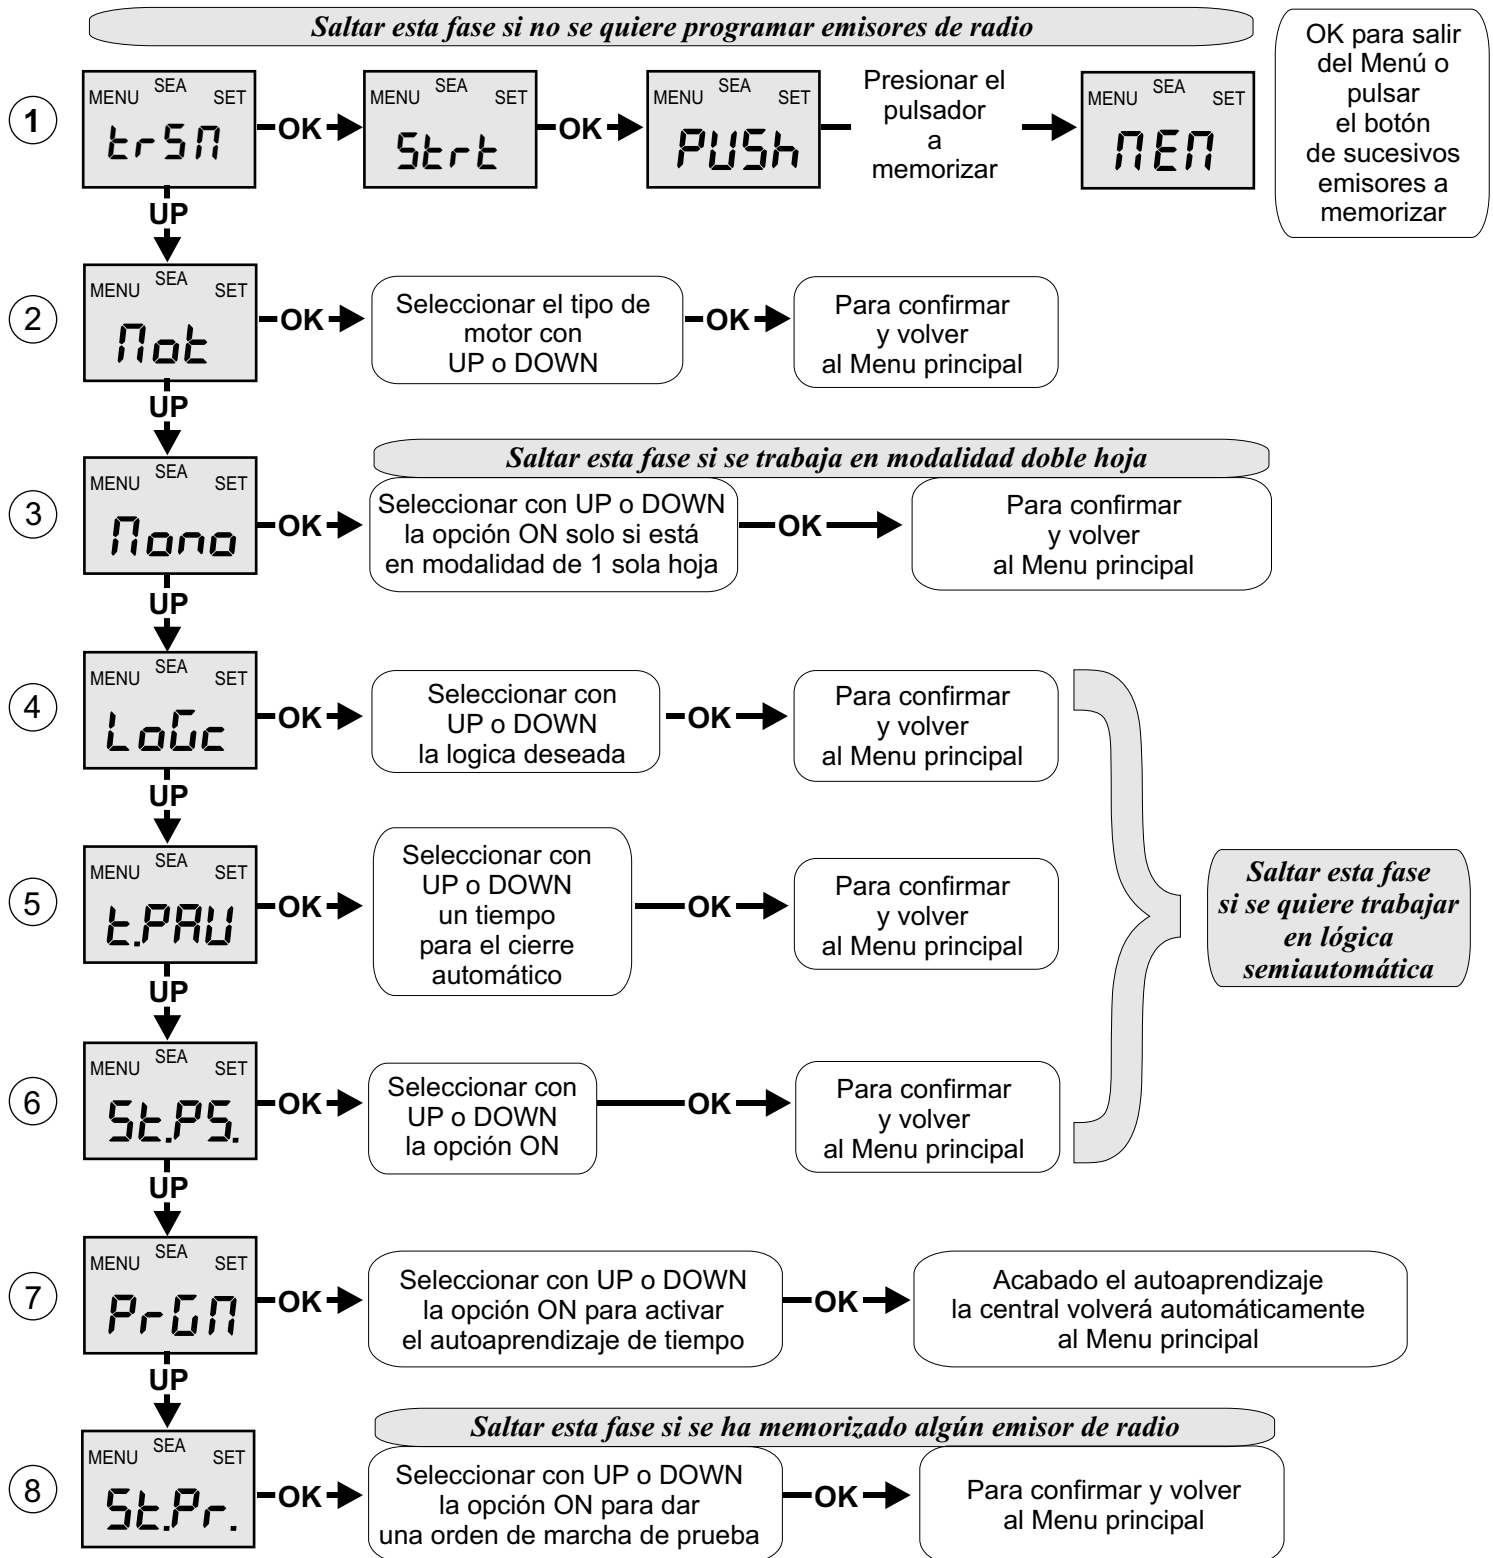 Saltar esta fase si no se quiere programar emisores de radio
OK para salir
del Menú o
pulsar
el botón
de sucesivos
emisores a
memorizar
1
MENU SEA SET
trSM
OK
MENU SEA SET
Strt
OK
MENU SEA SET
PUSh
Presionar el
pulsador
a
memorizar
MENU SEA SET
MEM
UP
2
MENU SEA SET
Mot
OK
Seleccionar el tipo de
motor con
UP o DOWN
OK
Para confirmar
y volver
al Menu principal
UP
Saltar esta fase si se trabaja en modalidad doble hoja
3
MENU SEA SET
Mono
OK
Seleccionar con UP o DOWN
la opción ON solo si está
en modalidad de 1 sola hoja
OK
Para confirmar
y volver
al Menu principal
UP
4
MENU SEA SET
LoGc
OK
Seleccionar con
UP o DOWN
la logica deseada
OK
Para confirmar
y volver
al Menu principal
UP
5
MENU SEA SET
t.PAU
OK
Seleccionar con
UP o DOWN
un tiempo
para el cierre
automático
OK
Para confirmar
y volver
al Menu principal
Saltar esta fase
si se quiere trabajar
en lógica
semiautomática
UP
6
MENU SEA SET
St.PS.
OK
Seleccionar con
UP o DOWN
la opción ON
OK
Para confirmar
y volver
al Menu principal
UP
7
MENU SEA SET
PrGM
OK
Seleccionar con UP o DOWN
la opción ON para activar
el autoaprendizaje de tiempo
OK
Acabado el autoaprendizaje
la central volverá automáticamente
al Menu principal
UP
Saltar esta fase si se ha memorizado algún emisor de radio
8
MENU SEA SET
St.Pr.
OK
Seleccionar con UP o DOWN
la opción ON para dar
una orden de marcha de prueba
OK
Para confirmar y volver
al Menu principal